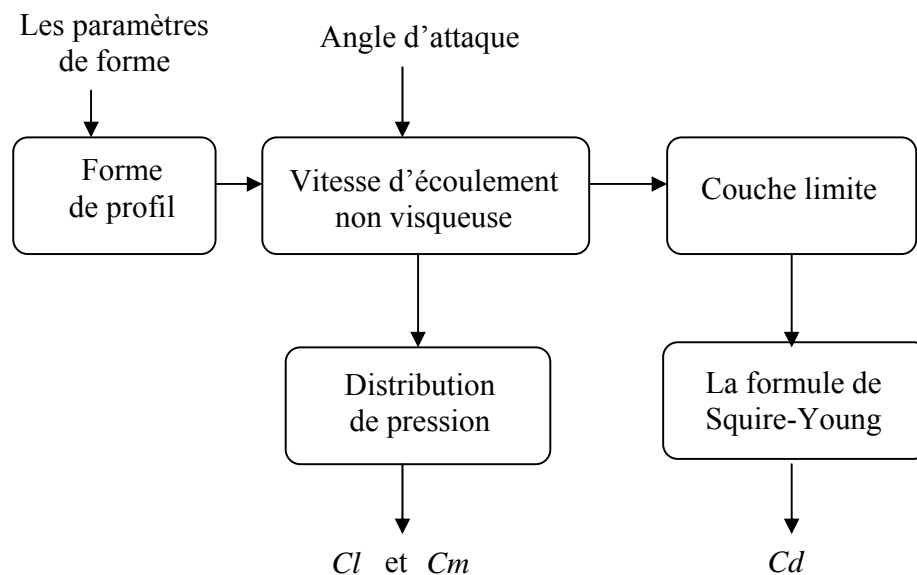 Les paramètres
de forme
Angle d’attaque
Forme
de profil
Vitesse d’écoulement
non visqueuse
Couche limite
Distribution
de pression
La formule de
Squire-Young
Cl et Cm
Cd